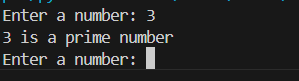 Enter a number: 3
3 is a prime number
Enter a number: